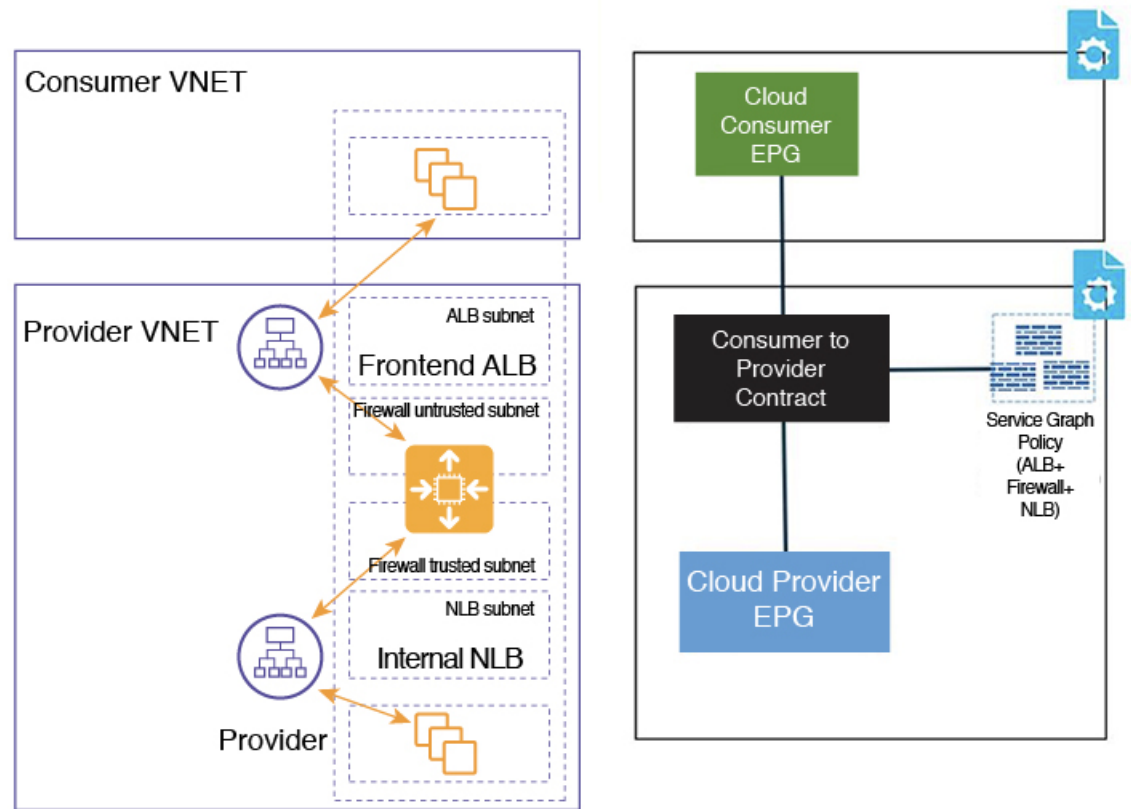 Consumer VNET
Provider VNET
ALB subnet
Frontend ALB
Firewall untrusted subnet
Firewall trusted subnet
NLB subnet
Internal NLB
Provider
Cloud
Consumer
EPG
Consumer to
Provider
Contract
Service Graph
Policy
(ALB+
Firewall+
NLB)
Cloud Provider
EPG